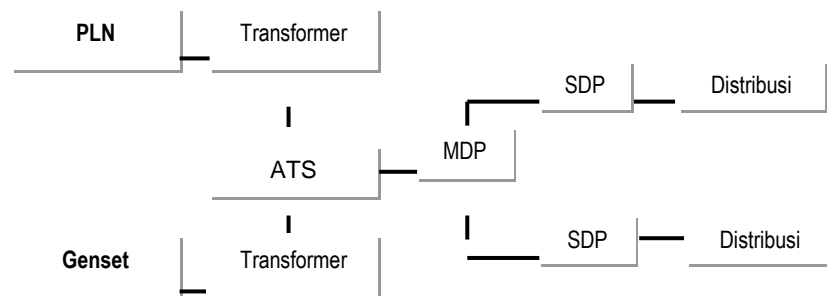 PLN
Transformer
SDP
Distribusi
ATS
MDP
Genset
Transformer
SDP
Distribusi